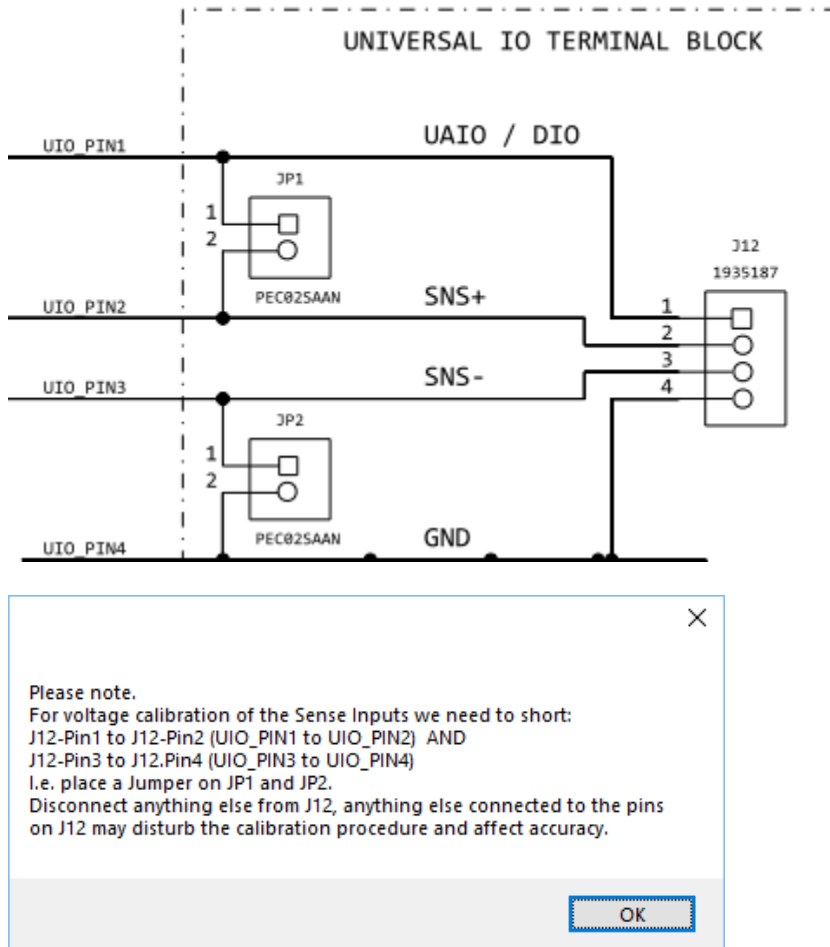 UNIVERSAL IO TERMINAL BLOCK
UIO_PIN1
UAIO / DIO
JP1
1
2
PEC02SAAN
J12
1935187
UIO_PIN2
SNS+
1
2
3
4
UIO_PIN3
SNS-
JP2
1
2
PEC02SAAN
UIO_PIN4
GND
Please note.
For voltage calibration of the Sense Inputs we need to short:
J12-Pin1 to J12-Pin2 (UIO_PIN1 to UIO_PIN2)  AND
J12-Pin3 to J12.Pin4 (UIO_PIN3 to UIO_PIN4)
I.e. place a Jumper on JP1 and JP2.
Disconnect anything else from J12, anything else connected to the pins
on J12 may disturb the calibration procedure and affect accuracy.
OK